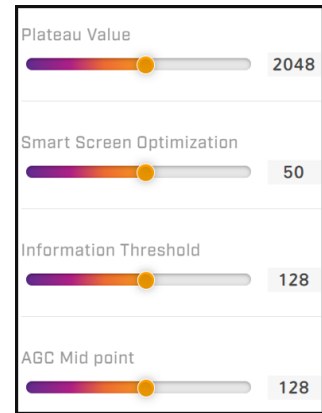 Plateau Value
2048
Smart Screen Optimization
50
Information Threshold
128
AGC Mid point
128